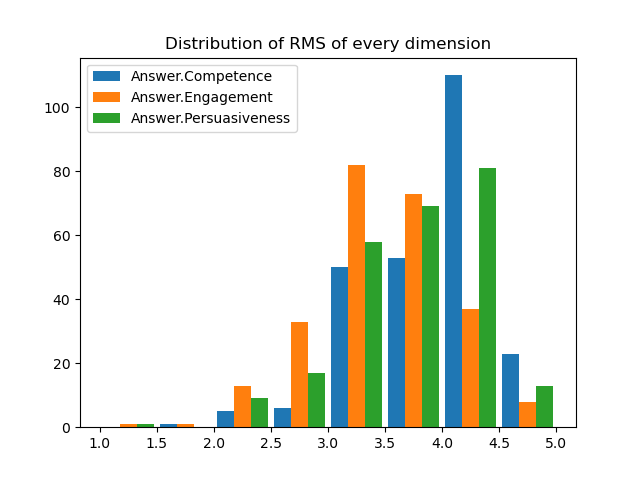 Distribution of RMS of every dimension
Answer.Competence
Answer.Engagement
Answer.Persuasiveness
100
80
60
40
20
0
1.0 1.5 2.0 2.5 3.0 3.5 4.0 4.5 5.0